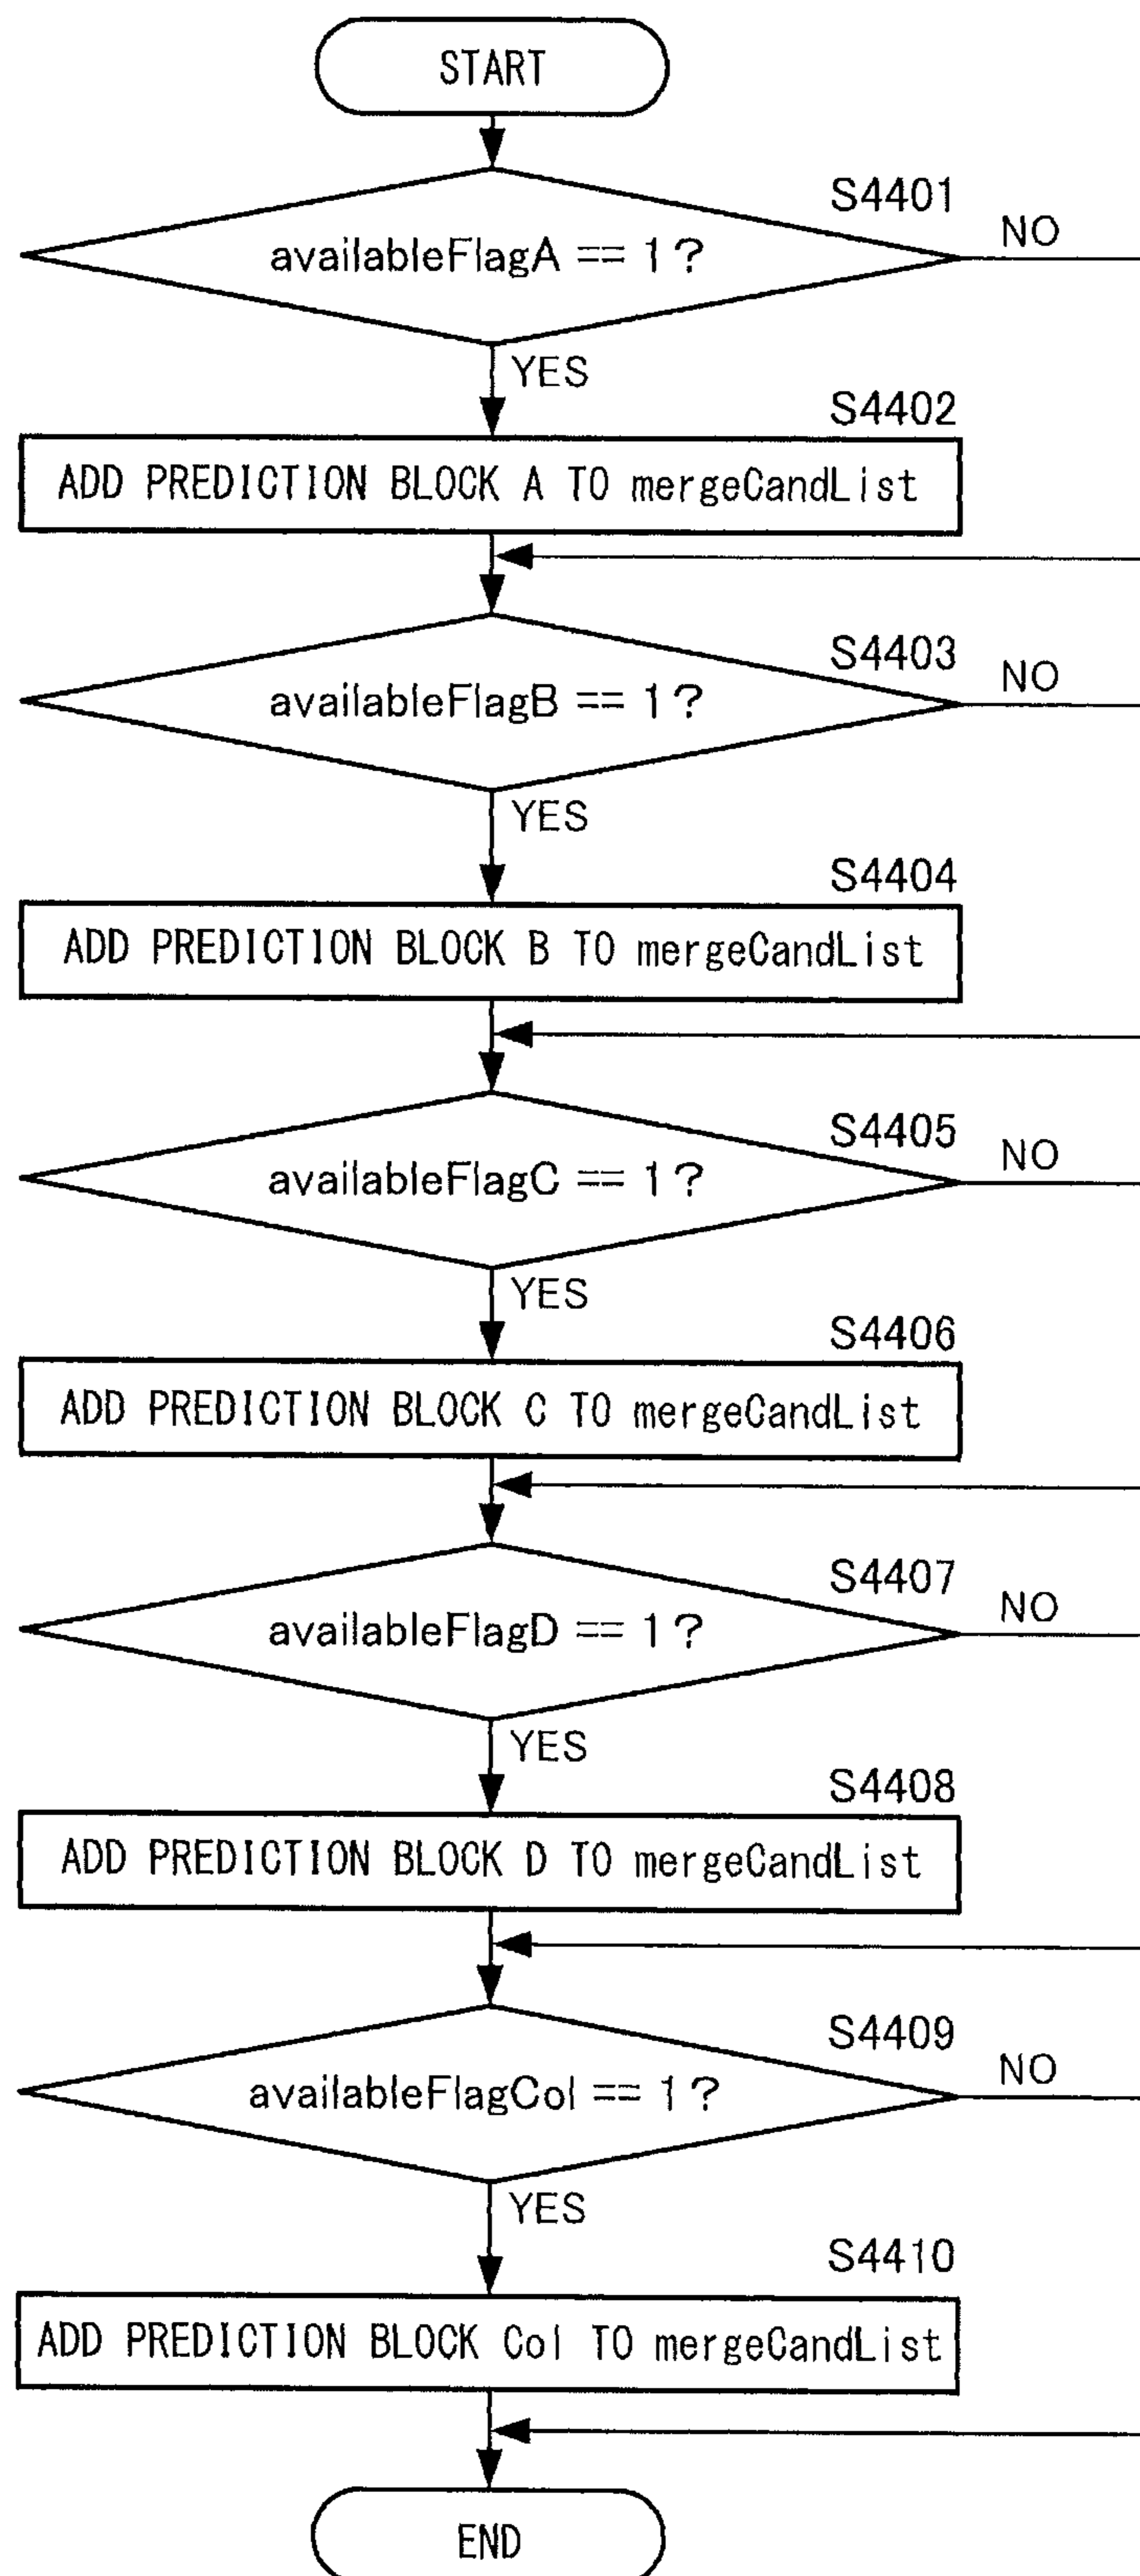 START
S4401
availableFlagA == 1?
NO
YES
S4402
ADD PREDICTION BLOCK A TO mergeCandList
S4403
availableFlagB == 1?
NO
YES
S4404
ADD PREDICTION BLOCK B TO mergeCandList
S4405
availableFlagC == 1?
NO
YES
S4406
ADD PREDICTION BLOCK C TO mergeCandList
S4407
availableFlagD == 1?
NO
YES
S4408
ADD PREDICTION BLOCK D TO mergeCandList
S4409
availableFlagCol == 1?
NO
YES
S4410
ADD PREDICTION BLOCK Col TO mergeCandList
END